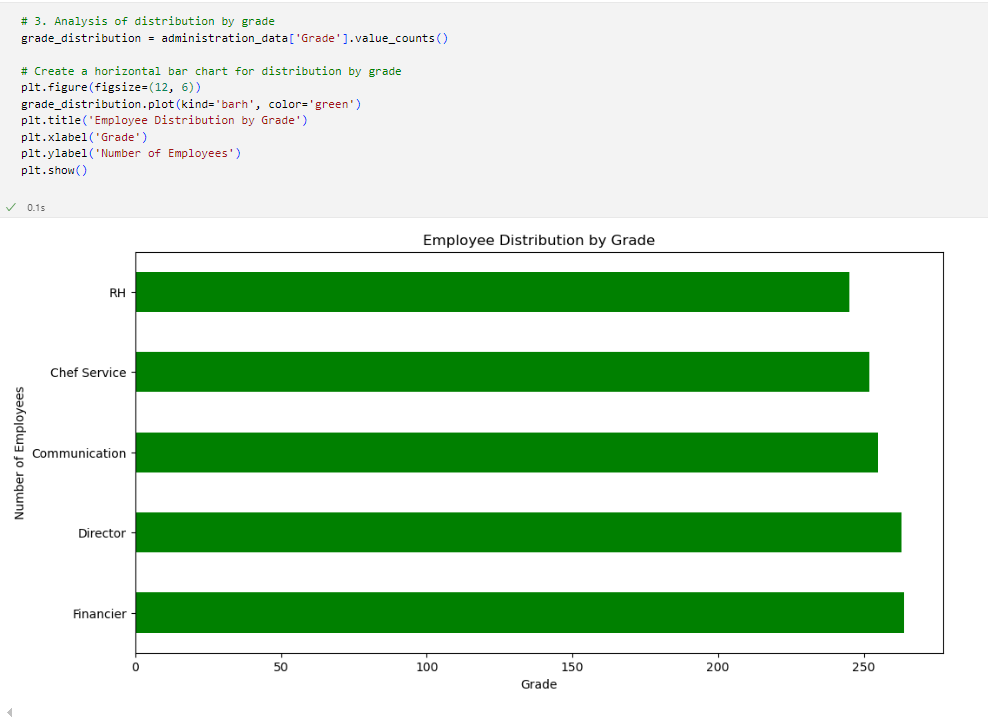 # 3. Analysis of distribution by grade
grade_distribution = administration_data['Grade'].value_counts()
# Create a horizontal bar chart for distribution by grade
plt.figure(figsize=(12, 6))
grade_distribution.plot(kind='barh', color='green')
plt.title('Employee Distribution by Grade')
plt.xlabel('Grade')
plt.ylabel('Number of Employees')
plt.show()
0.1s
Employee Distribution by Grade
Number of Employees
RH
Chef Service
Communication
Director
Financier
0 50 100 150 200 250
Grade